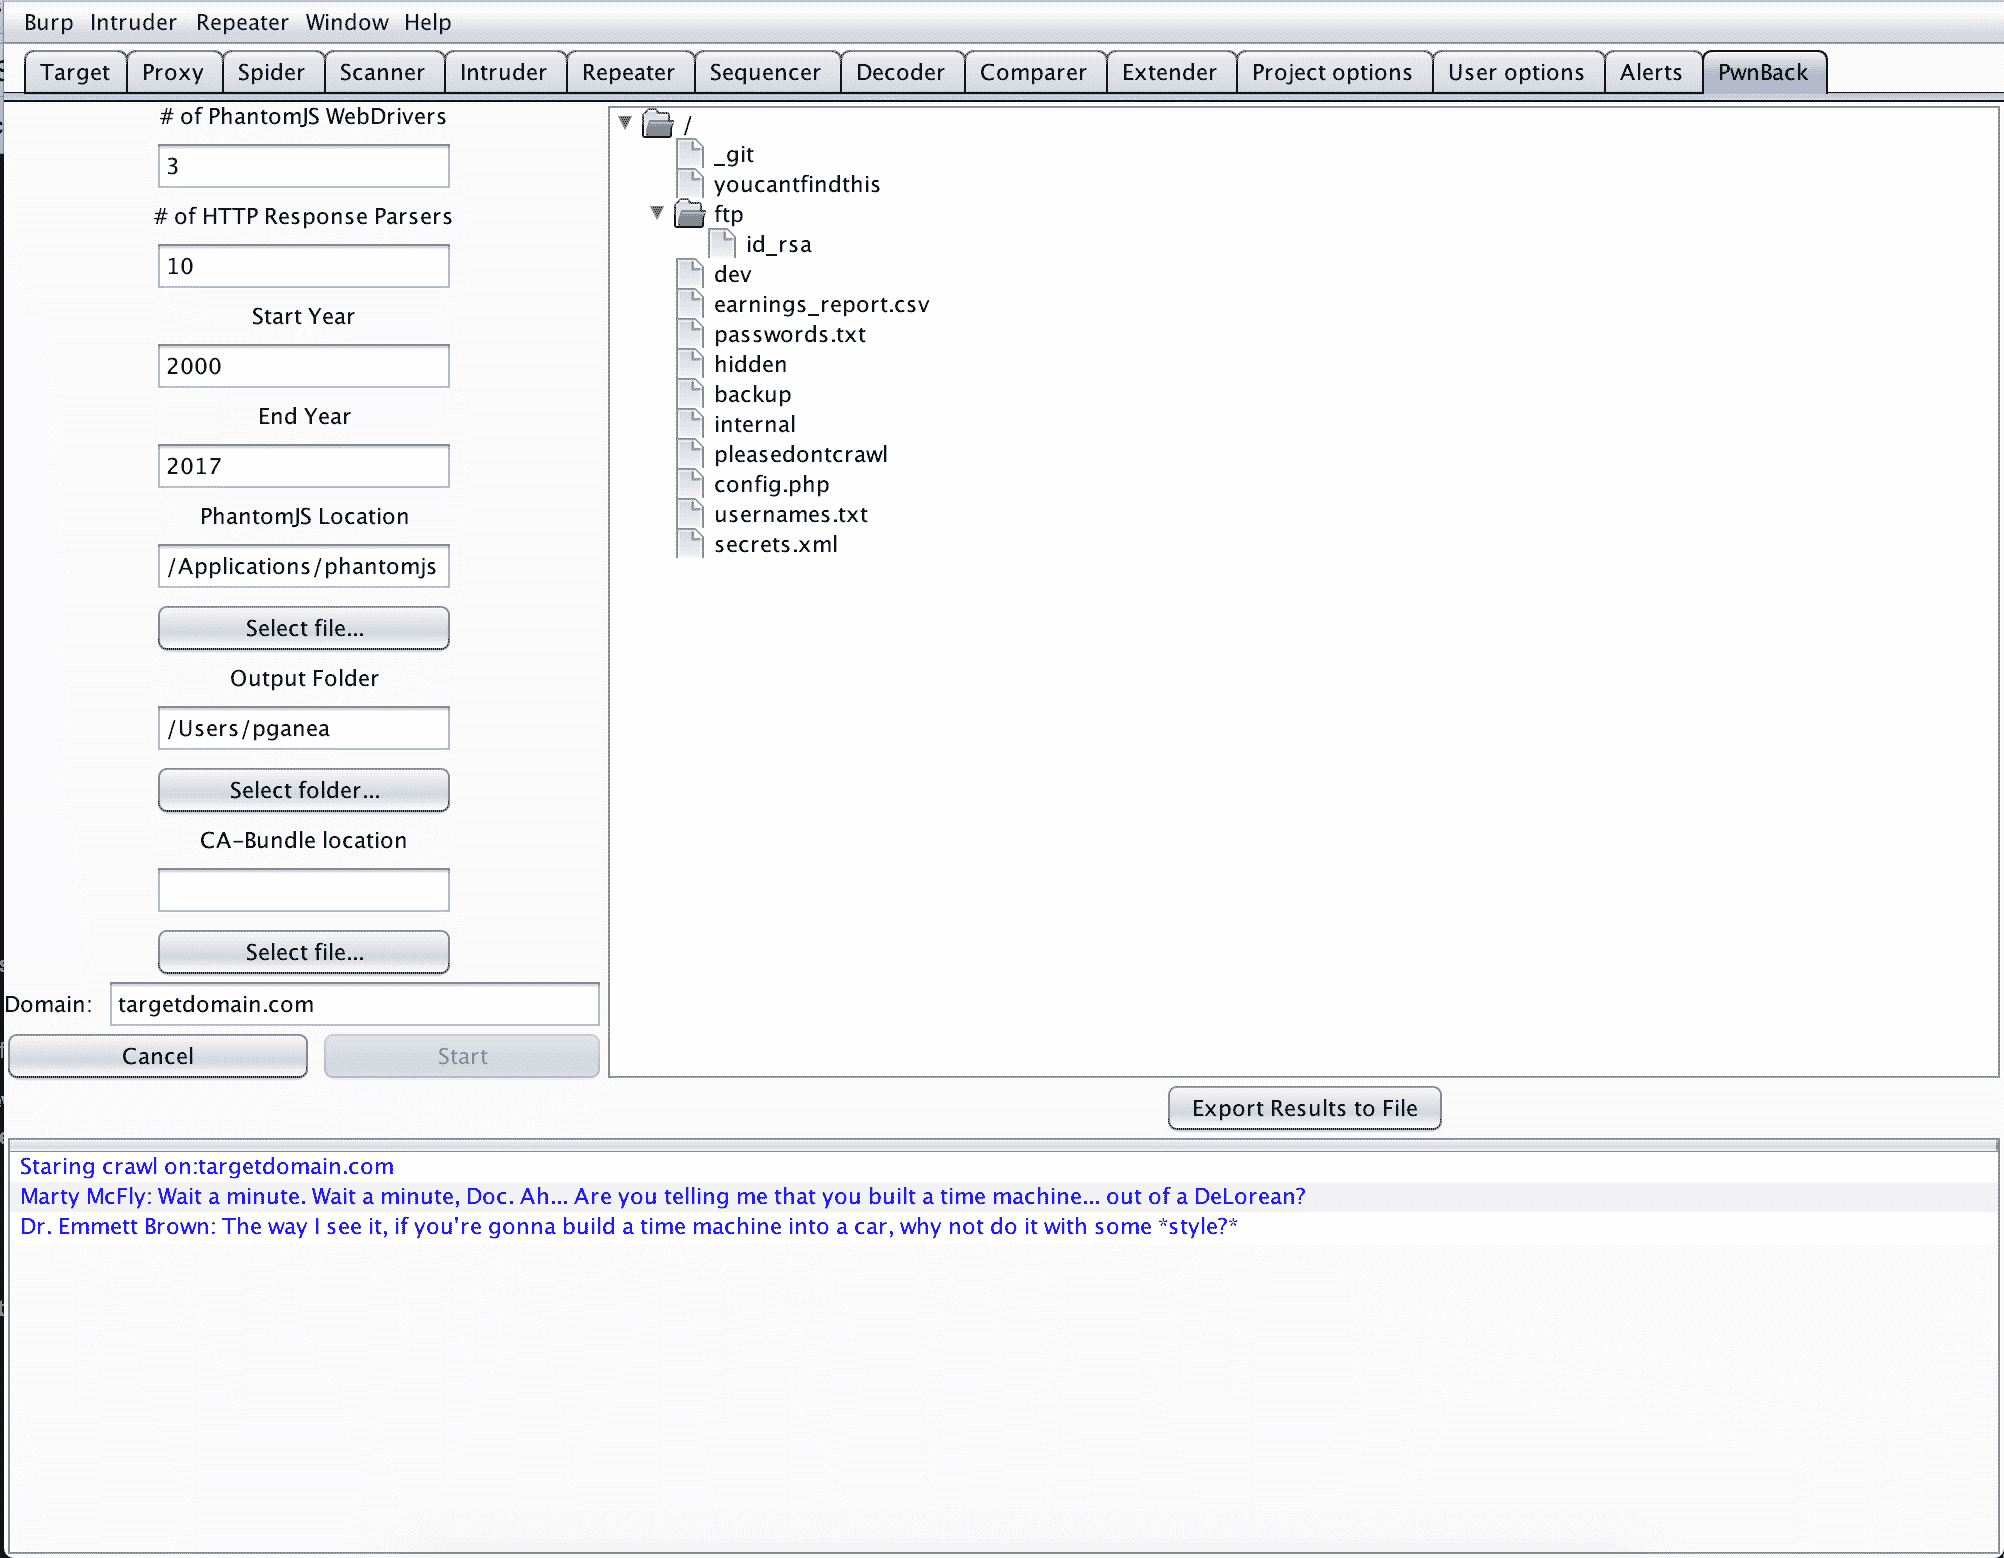 Burp Intruder Repeater Window Help
Target Proxy Spider Scanner Intruder Repeater Sequencer Decoder Comparer Extender Project options User options Alerts PwnBack
# of PhantomJS WebDrivers
3
# of HTTP Response Parsers
10
Start Year
2000
End Year
2017
PhantomJS Location
/Applications/phantomjs
Select file...
Output Folder
/Users/pganea
Select folder...
CA-Bundle location
Select file...
Domain: targetdomain.com
Cancel Start
/
_git
youcantfindthis
ftp
id_rsa
dev
earnings_report.csv
passwords.txt
hidden
backup
internal
pleasedontcrawl
config.php
usernames.txt
secrets.xml
Export Results to File
Staring crawl on:targetdomain.com
Marty McFly: Wait a minute. Wait a minute, Doc. Ah... Are you telling me that you built a time machine... out of a DeLorean?
Dr. Emmett Brown: The way I see it, if you're gonna build a time machine into a car, why not do it with some *style?*